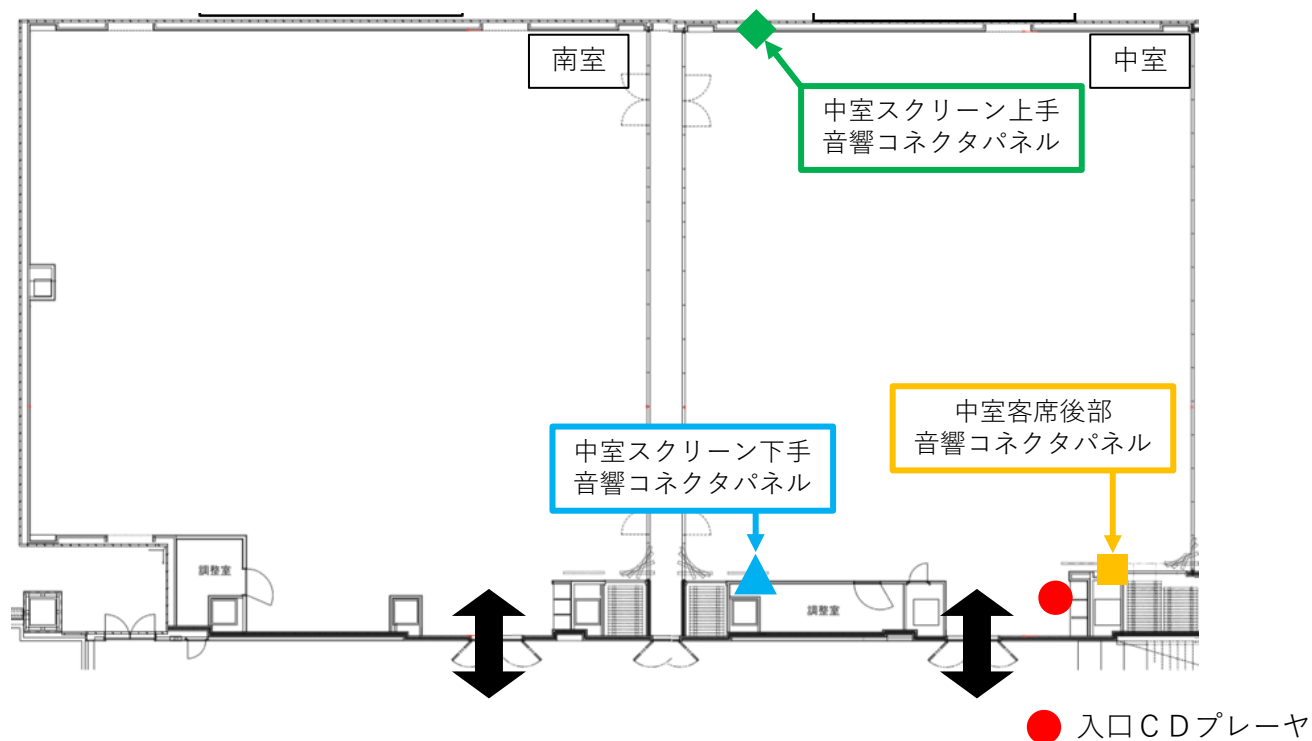 南室
中室
中室スクリーン上手
音響コネクタパネル
中室客席後部
音響コネクタパネル
中室スクリーン下手
音響コネクタパネル
調整室
調整室
入口ＣＤプレーヤ